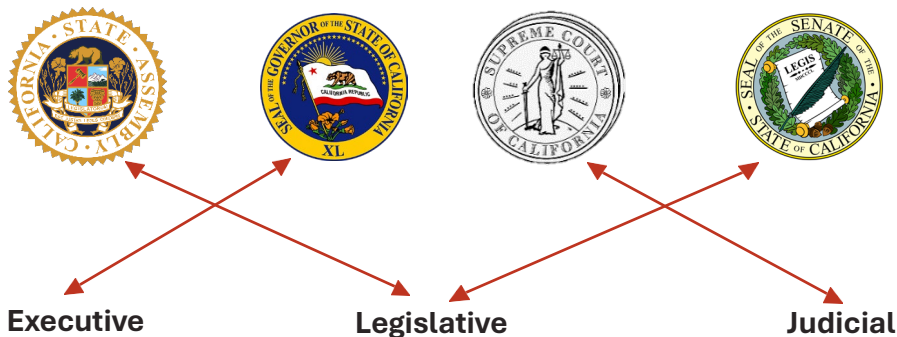 CALIFORNIA · STATE · ASSEMBLY
SEAL OF THE GOVERNOR OF THE STATE OF CALIFORNIA
CALIFORNIA REPUBLIC
XL
SUPREME COURT
OF CALIFORNIA
SEAL OF THE SENATE OF THE
STATE OF CALIFORNIA
LEGIS
Executive
Legislative
Judicial